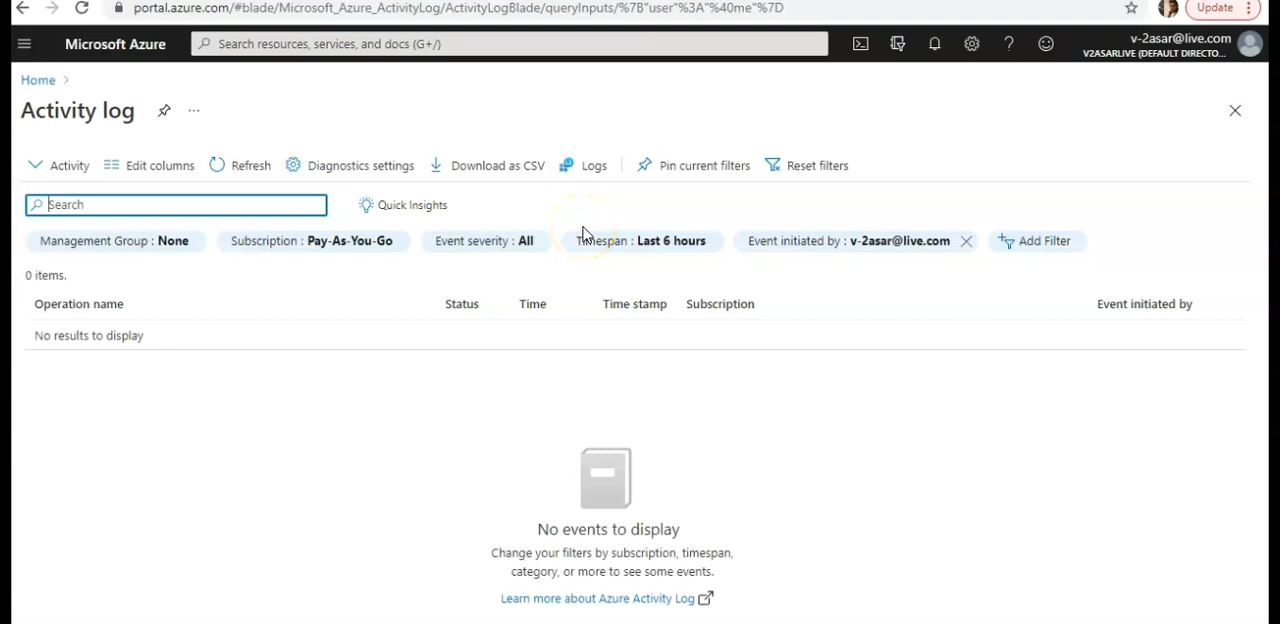 portal.azure.com/#blade/Microsoft_Azure_ActivityLog/ActivityLogBlade/queryInputs/%7B"user"%3A"%40me"%7D
Update
Microsoft Azure
Search resources, services, and docs (G+/)
v-2asar@live.com
V2ASARLIVE (DEFAULT DIRECTO...
Home
Activity log
Activity
Edit columns
Refresh
Diagnostics settings
Download as CSV
Logs
Pin current filters
Reset filters
Search
Quick Insights
Management Group : None
Subscription : Pay-As-You-Go
Event severity : All
Timespan : Last 6 hours
Event initiated by : v-2asar@live.com
Add Filter
0 items.
Operation name
Status
Time
Time stamp
Subscription
Event initiated by
No results to display
No events to display
Change your filters by subscription, timespan,
category, or more to see some events.
Learn more about Azure Activity Log